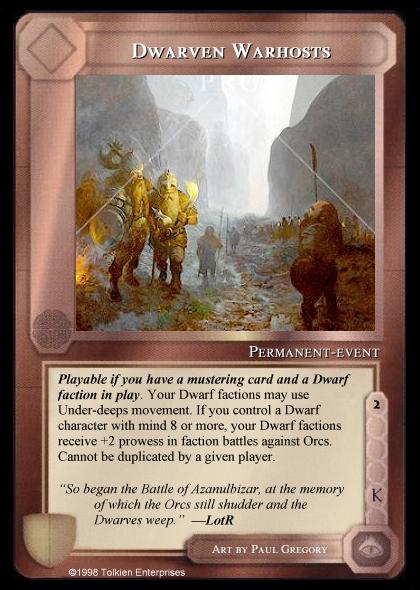 Dwarven Warhosts
PRO
Permanent-event
Playable if you have a mustering card and a Dwarf
faction in play. Your Dwarf factions may use
Under-deeps movement. If you control a Dwarf
character with mind 8 or more, your Dwarf factions
receive +2 prowess in faction battles against Orcs.
Cannot be duplicated by a given player.
2
K
“So began the Battle of Azanulbizar, at the memory
of which the Orcs still shudder and the
Dwarves weep.” —LotR
Art by Paul Gregory
©1998 Tolkien Enterprises